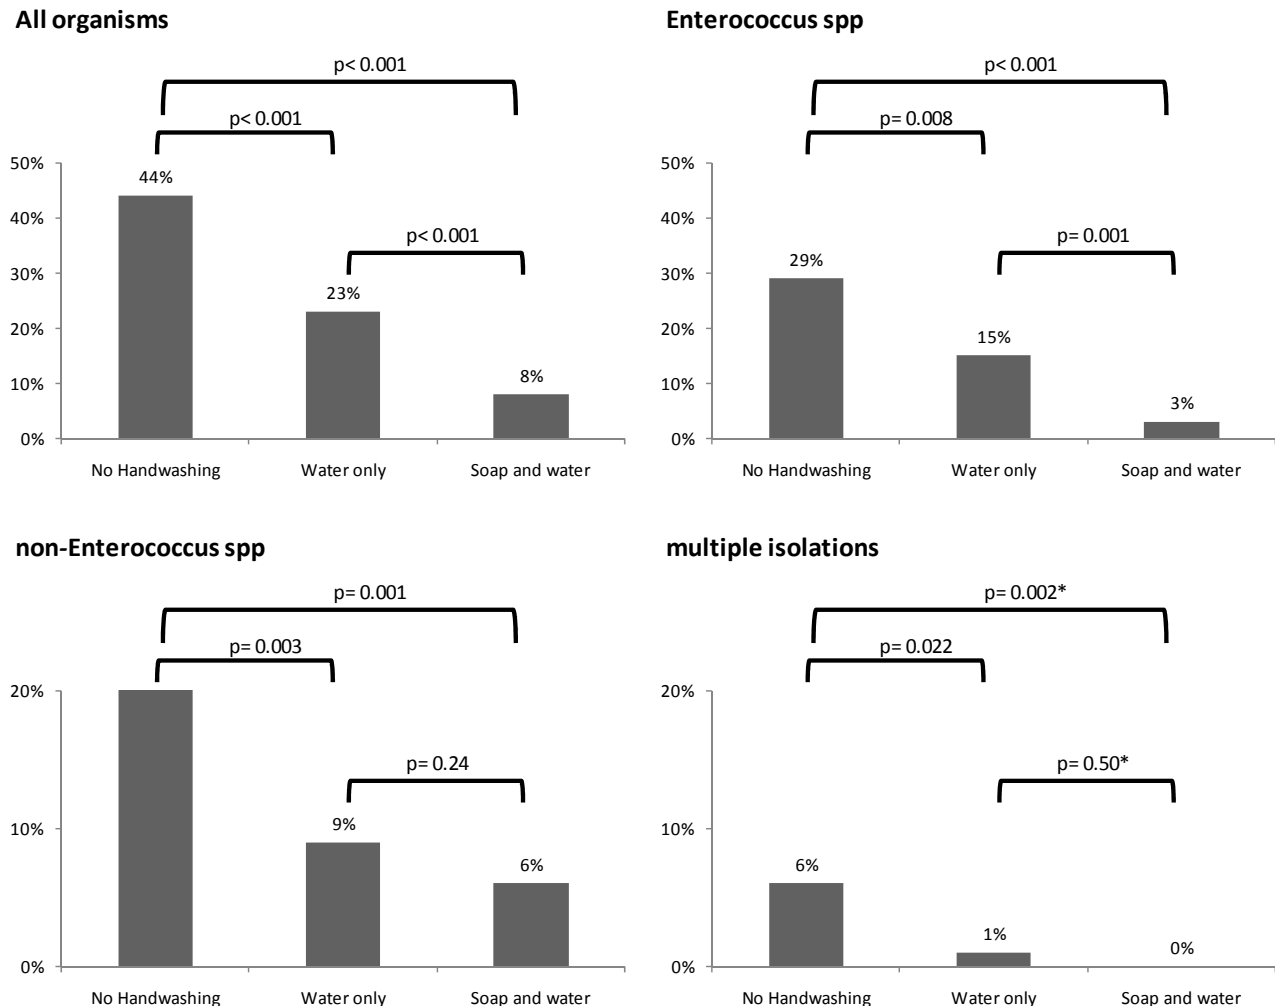 All organisms
p< 0.001
p< 0.001
50%
44%
40%
p< 0.001
30%
23%
20%
10%
8%
0%
No Handwashing
Water only
Soap and water
Enterococcus spp
p< 0.001
p= 0.008
50%
40%
p= 0.001
30%
29%
20%
15%
10%
3%
0%
No Handwashing
Water only
Soap and water
non-Enterococcus spp
p= 0.001
p= 0.003
20%
p= 0.24
10%
9%
6%
0%
No Handwashing
Water only
Soap and water
multiple isolations
p= 0.002*
p= 0.022
20%
p= 0.50*
10%
6%
1%
0%
0%
No Handwashing
Water only
Soap and water